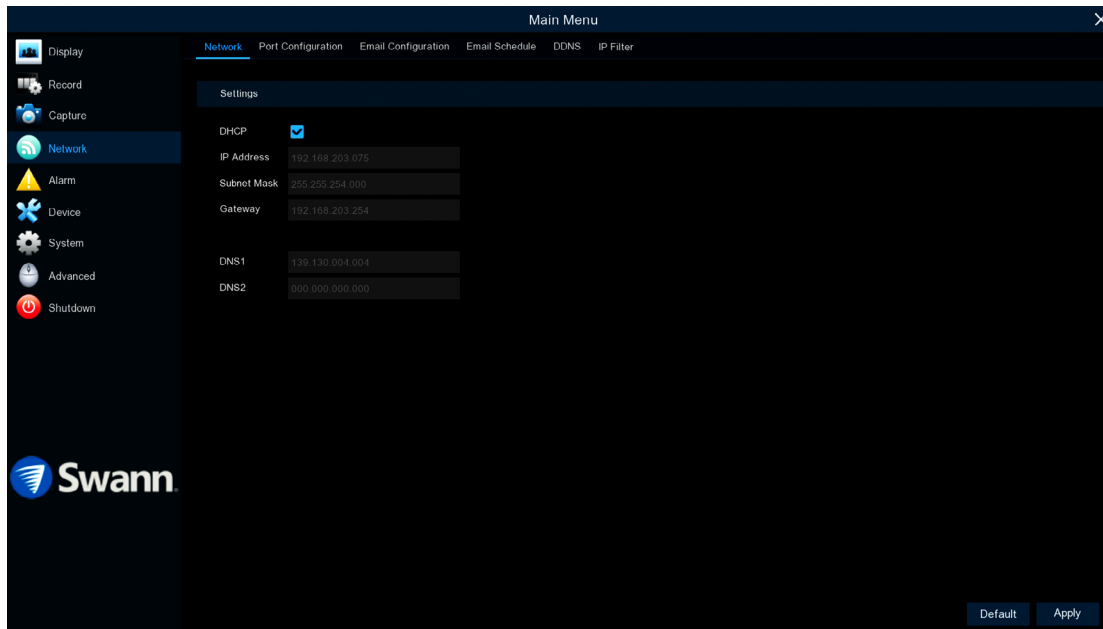 Main Menu
Display
Record
Capture
Network
Alarm
Device
System
Advanced
Shutdown
Swann
Network Port Configuration Email Configuration Email Schedule DDNS IP Filter
Settings
DHCP
IP Address 192.168.203.075
Subnet Mask 255.255.254.000
Gateway 192.168.203.254
DNS1 139.130.004.004
DNS2 000.000.000.000
Default Apply